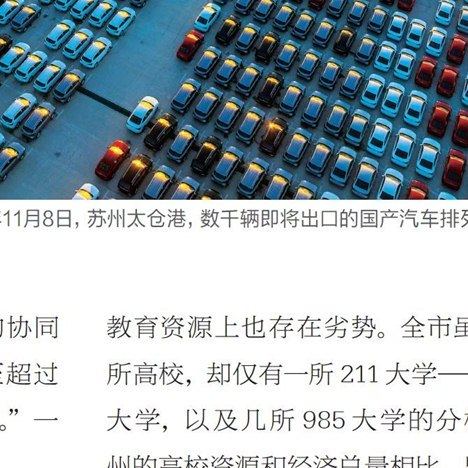 年11月8日，苏州太仓港，数千辆即将出口的国产汽车排列
的协同
至超过
。”一
教育资源上也存在劣势。全市虽
所高校，却仅有一所 211 大学—
大学，以及几所 985 大学的分校
州的高校资源和经济总量相比，